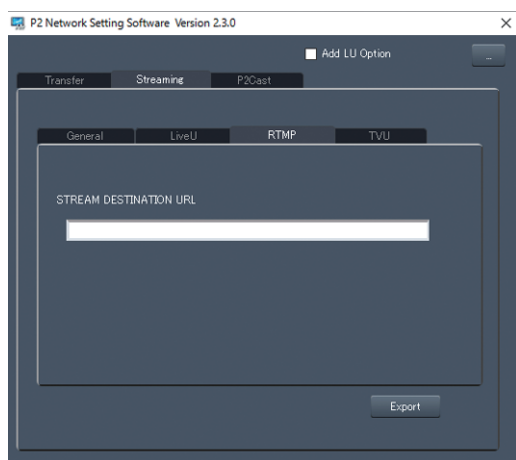 P2 Network Setting Software Version 2.3.0
Add LU Option
...
Transfer Streaming P2Cast
General LiveU RTMP TVU
STREAM DESTINATION URL
Export